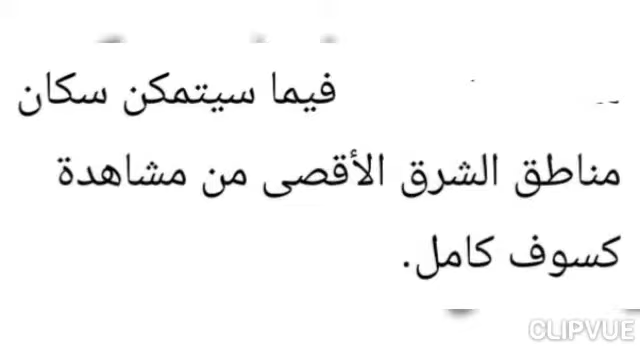 فيما سيتمكن سكان
مناطق الشرق الأقصى من مشاهدة
كسوف كامل.
CLIPVUE